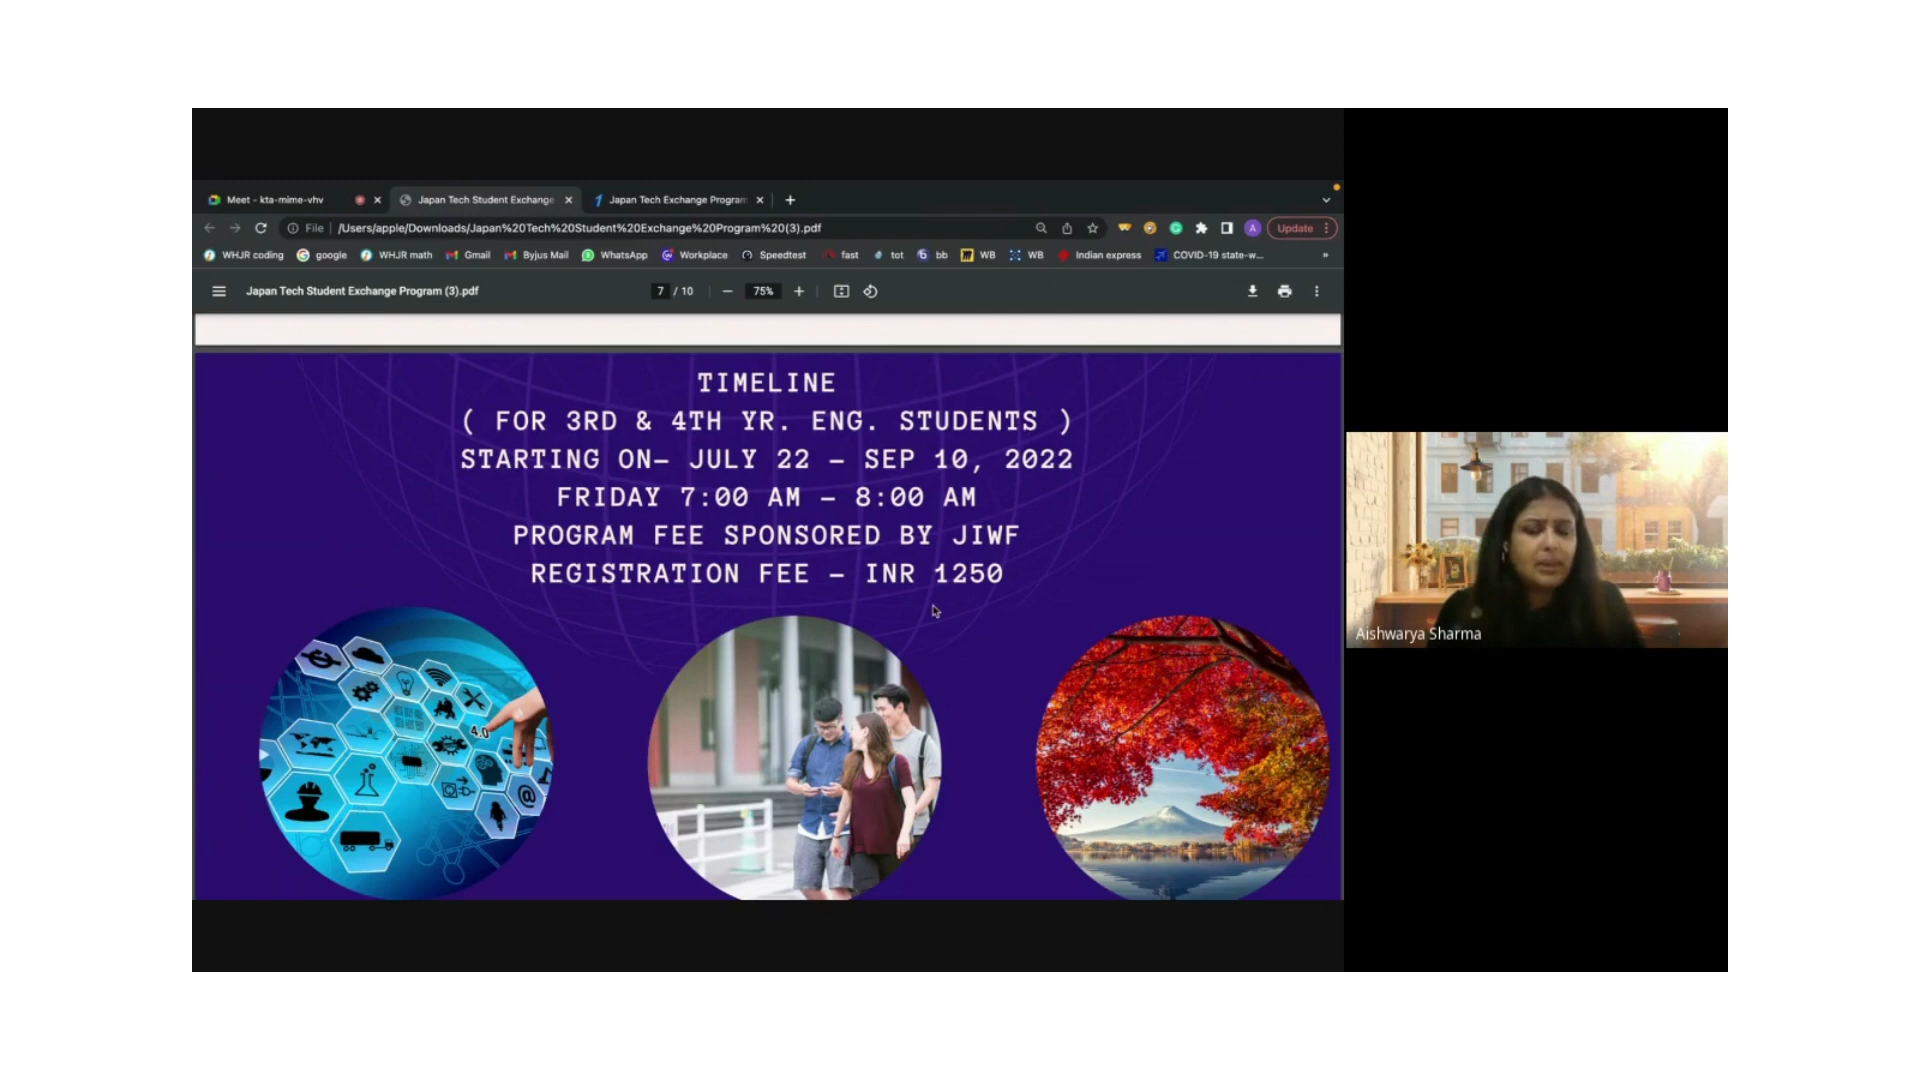 Meet - kta-mime-vhv
Japan Tech Student Exchange
Japan Tech Exchange Program
File
/Users/apple/Downloads/Japan%20Tech%20Student%20Exchange%20Program%20(3).pdf
A
Update
WHJR coding
google
WHJR math
Gmail
Byjus Mail
WhatsApp
Workplace
Speedtest
fast
tot
bb
WB
WB
Indian express
COVID-19 state-w...
»
Japan Tech Student Exchange Program (3).pdf
7 / 10
75%
TIMELINE
( FOR 3RD & 4TH YR. ENG. STUDENTS )
STARTING ON– JULY 22 – SEP 10, 2022
FRIDAY 7:00 AM – 8:00 AM
PROGRAM FEE SPONSORED BY JIWF
REGISTRATION FEE – INR 1250
4.0
@
Aishwarya Sharma